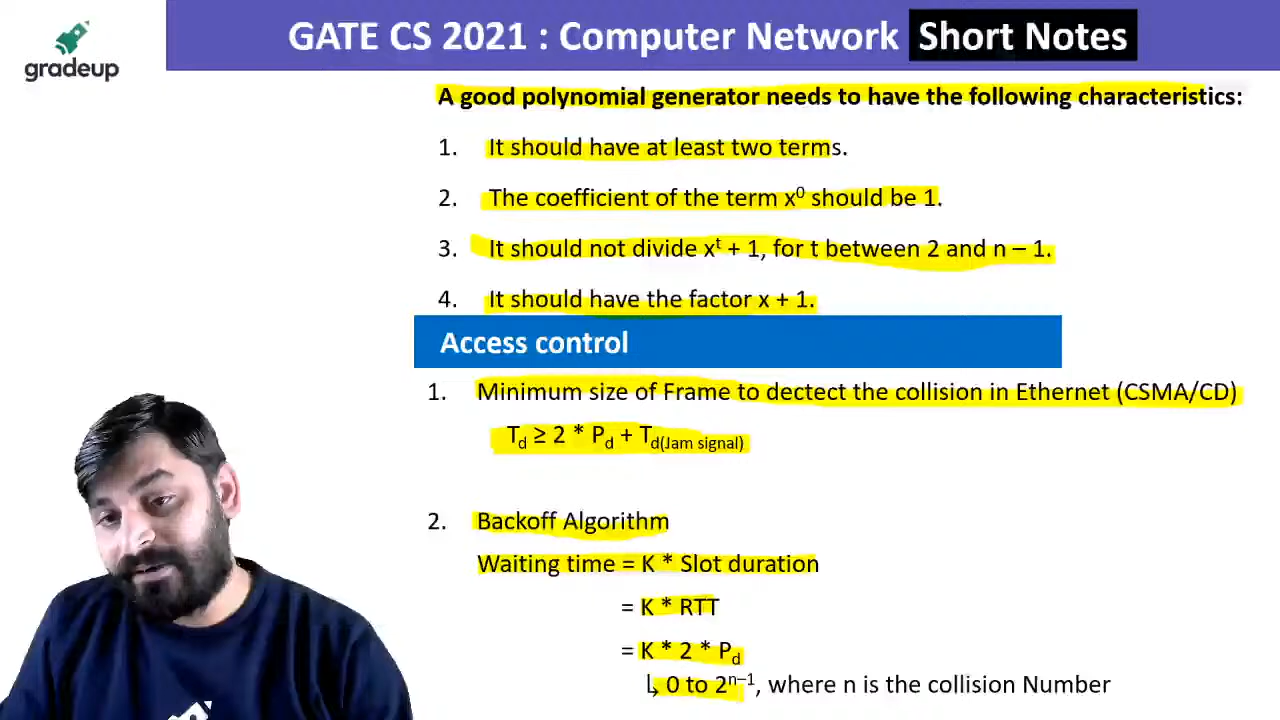 GATE CS 2021 : Computer Network Short Notes
gradeup
A good polynomial generator needs to have the following characteristics:
1. It should have at least two terms.
2. The coefficient of the term x⁰ should be 1.
3. It should not divide xᵗ + 1, for t between 2 and n – 1.
4. It should have the factor x + 1.
Access control
1. Minimum size of Frame to dectect the collision in Ethernet (CSMA/CD)
Td ≥ 2 * Pd + Td(Jam signal)
2. Backoff Algorithm
Waiting time = K * Slot duration
= K * RTT
= K * 2 * Pd
↳ 0 to 2ⁿ⁻¹, where n is the collision Number